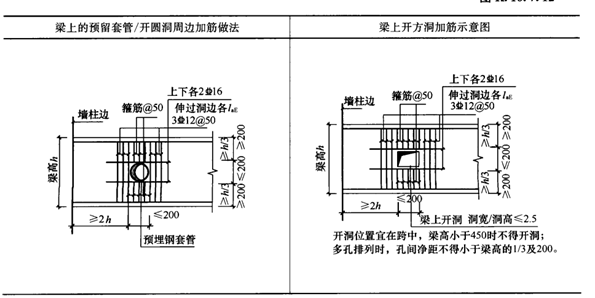 梁上的预留套管/开圆洞周边加筋做法
梁上开方洞加筋示意图
上下各2⌀16
箍筋@50
伸过洞边各laE
3⌀12@50
墙柱边
梁高h
≥h/3
≥h/3
≥200
≤200
≥200
≥2h
≤200
预埋钢套管
上下各2⌀16
箍筋@50
伸过洞边各laE
3⌀12@50
墙柱边
梁高h
≥h/3
≥h/3
≥200
≤200
≥200
≥2h
≤200
梁上开洞 洞宽/洞高≤2.5
开洞位置宜在跨中，梁高小于450时不得开洞；
多孔排列时，孔间净距不得小于梁高的1/3及200。